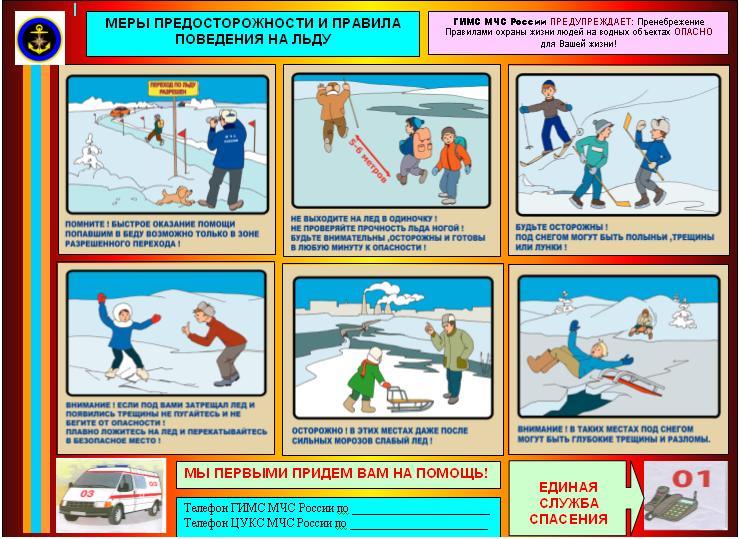 МЕРЫ ПРЕДОСТОРОЖНОСТИ И ПРАВИЛА
ПОВЕДЕНИЯ НА ЛЬДУ
ГИМС МЧС России ПРЕДУПРЕЖДАЕТ: Пренебрежение
Правилами охраны жизни людей на водных объектах ОПАСНО
для Вашей жизни!
ПЕРЕХОД ПО ЛЬДУ
РАЗРЕШЕН
МЧС
РОССИИ
ПОМНИТЕ ! БЫСТРОЕ ОКАЗАНИЕ ПОМОЩИ
ПОПАВШИМ В БЕДУ ВОЗМОЖНО ТОЛЬКО В ЗОНЕ
РАЗРЕШЕННОГО ПЕРЕХОДА !
5-6 метров
НЕ ВЫХОДИТЕ НА ЛЕД В ОДИНОЧКУ !
НЕ ПРОВЕРЯЙТЕ ПРОЧНОСТЬ ЛЬДА НОГОЙ !
БУДЬТЕ ВНИМАТЕЛЬНЫ ,ОСТОРОЖНЫ И ГОТОВЫ
В ЛЮБУЮ МИНУТУ К ОПАСНОСТИ !
БУДЬТЕ ОСТОРОЖНЫ !
ПОД СНЕГОМ МОГУТ БЫТЬ ПОЛЫНЬИ ,ТРЕЩИНЫ
ИЛИ ЛУНКИ !
ВНИМАНИЕ ! ЕСЛИ ПОД ВАМИ ЗАТРЕЩАЛ ЛЕД И
ПОЯВИЛИСЬ ТРЕЩИНЫ НЕ ПУГАЙТЕСЬ И НЕ
БЕГИТЕ ОТ ОПАСНОСТИ !
ПЛАВНО ЛОЖИТЕСЬ НА ЛЕД И ПЕРЕКАТЫВАЙТЕСЬ
В БЕЗОПАСНОЕ МЕСТО !
ОСТОРОЖНО ! В ЭТИХ МЕСТАХ ДАЖЕ ПОСЛЕ
СИЛЬНЫХ МОРОЗОВ СЛАБЫЙ ЛЕД !
ВНИМАНИЕ ! В ТАКИХ МЕСТАХ ПОД СНЕГОМ
МОГУТ БЫТЬ ГЛУБОКИЕ ТРЕЩИНЫ И РАЗЛОМЫ.
03
03
МЫ ПЕРВЫМИ ПРИДЕМ ВАМ НА ПОМОЩЬ!
Телефон ГИМС МЧС России по ____________________
Телефон ЦУКС МЧС России по ____________________
ЕДИНАЯ
СЛУЖБА
СПАСЕНИЯ
01